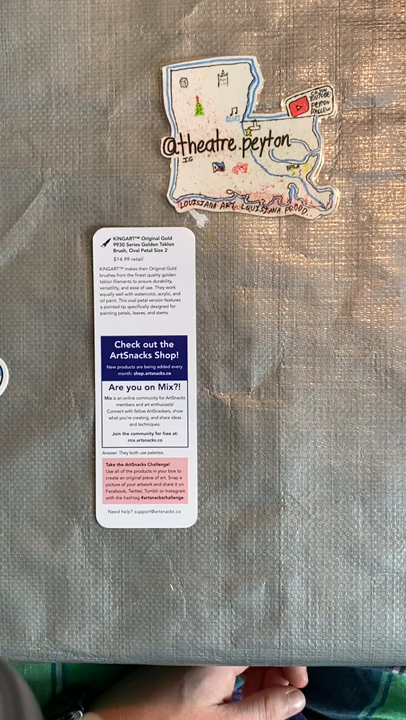 @theatre.peyton
IG
LOUISIANA ART, LOUISIANA PROUD
KINGART™ Original Gold
9930 Series Golden Taklon
Brush, Oval Petal Size 2
$14.99 retail
KINGART™ makes their Original Gold
brushes from the finest quality golden
taklon filaments to ensure durability,
versatility, and ease of use. They work
equally well with watercolor, acrylic, and
oil paint. This oval petal version features
a pointed tip specifically designed for
painting petals, leaves, and stems.
Check out the
ArtSnacks Shop!
New products are being added every
month. shop.artsnacks.co
Are you on Mix?!
Mix is an online community for ArtSnacks
members and art enthusiasts!
Connect with fellow ArtSnackers, show
what you're creating, and share ideas
and techniques.
Join the community for free at:
mix.artsnacks.co
Answer: They both use palettes.
Take the ArtSnacks Challenge!
Use all of the products in your box to
create an original piece of art. Snap a
picture of your artwork and share it on
Facebook, Twitter, Tumblr or Instagram
with the hashtag #artsnackschallenge
Need help? support@artsnacks.co